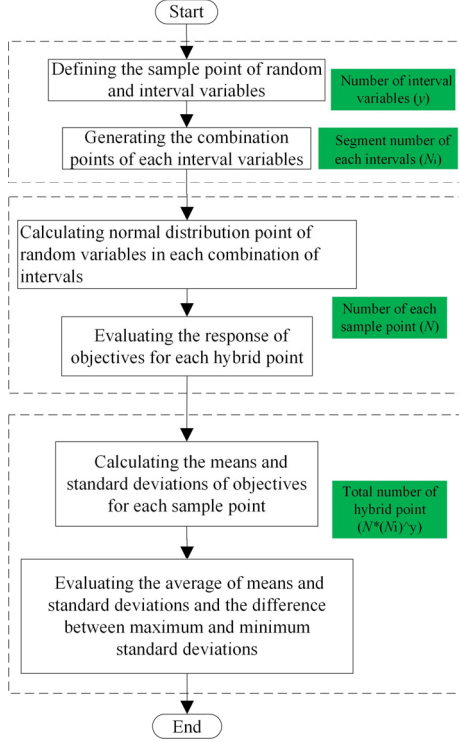 Start
Defining the sample point of random
and interval variables
Number of interval
variables (y)
Generating the combination
points of each interval variables
Segment number of
each intervals (Ni)
Calculating normal distribution point of
random variables in each combination of
intervals
Number of each
sample point (N)
Evaluating the response of
objectives for each hybrid point
Calculating the means and
standard deviations of objectives
for each sample point
Total number of
hybrid point
(N*(Ni)^y)
Evaluating the average of means and
standard deviations and the difference
between maximum and minimum
standard deviations
End